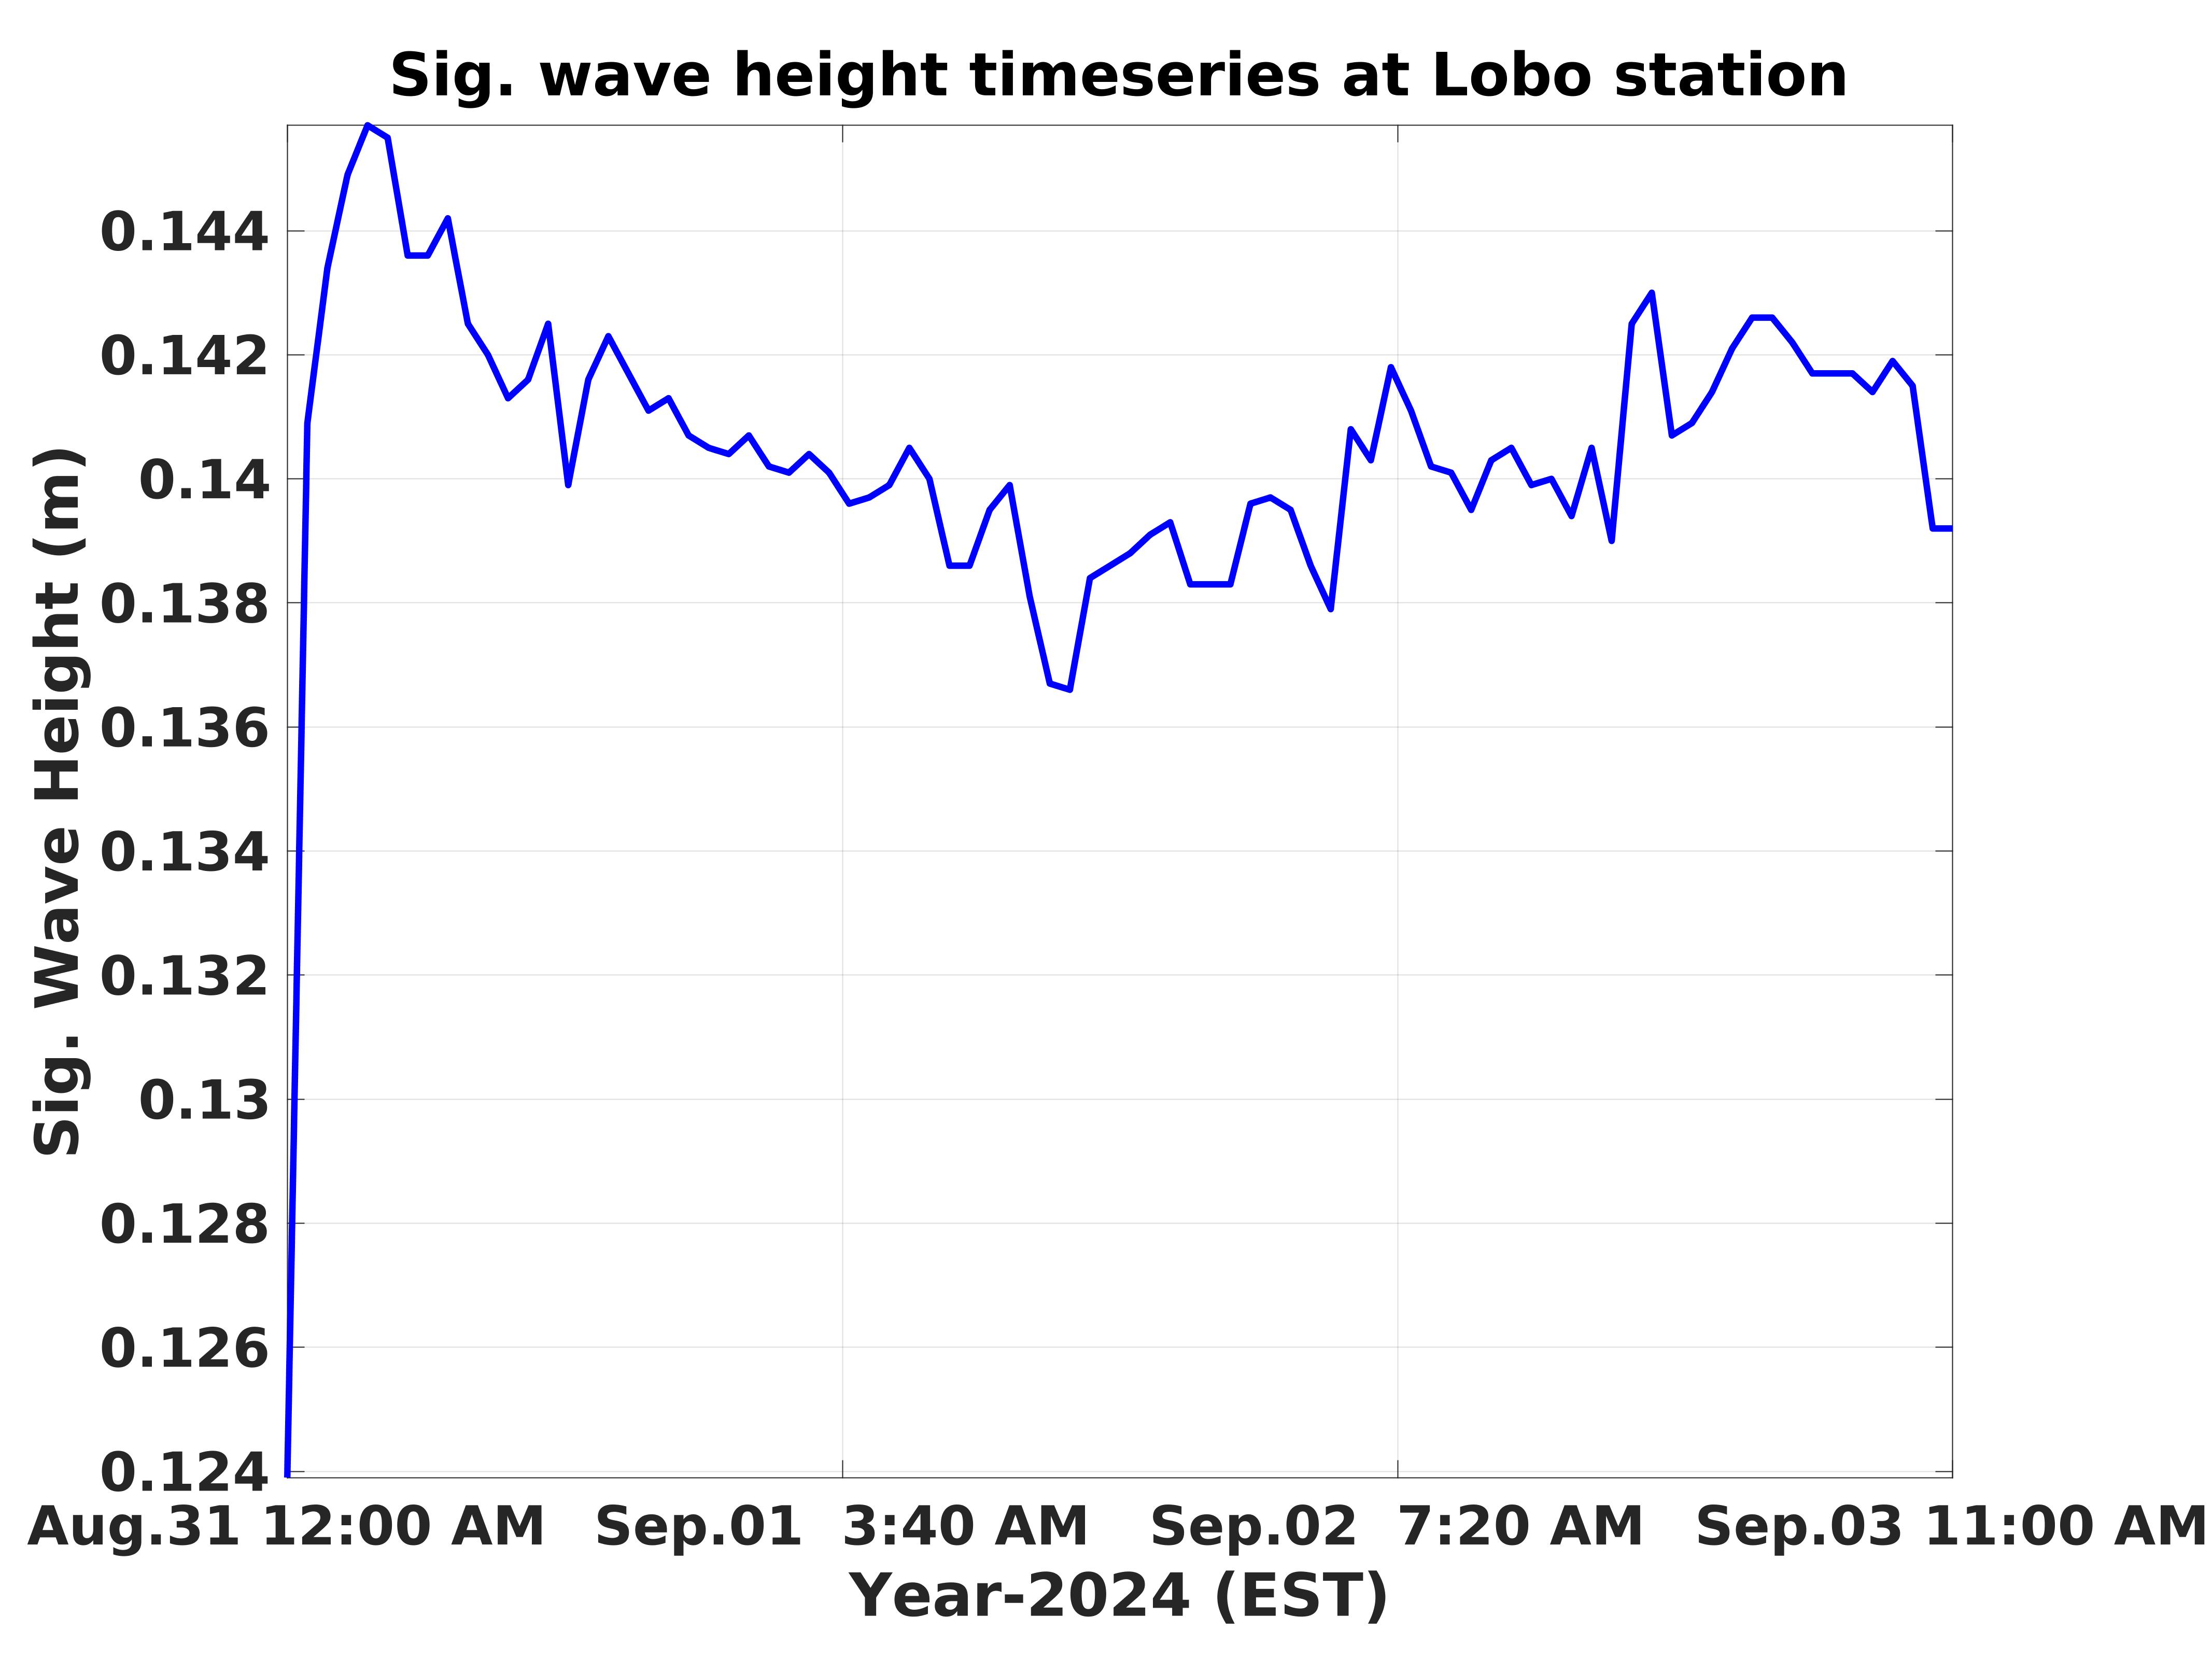 Sig. wave height timeseries at Lobo station
Sig. Wave Height (m)
0.144
0.142
0.14
0.138
0.136
0.134
0.132
0.13
0.128
0.126
0.124
Aug.31 12:00 AM Sep.01 3:40 AM Sep.02 7:20 AM Sep.03 11:00 AM
Year-2024 (EST)